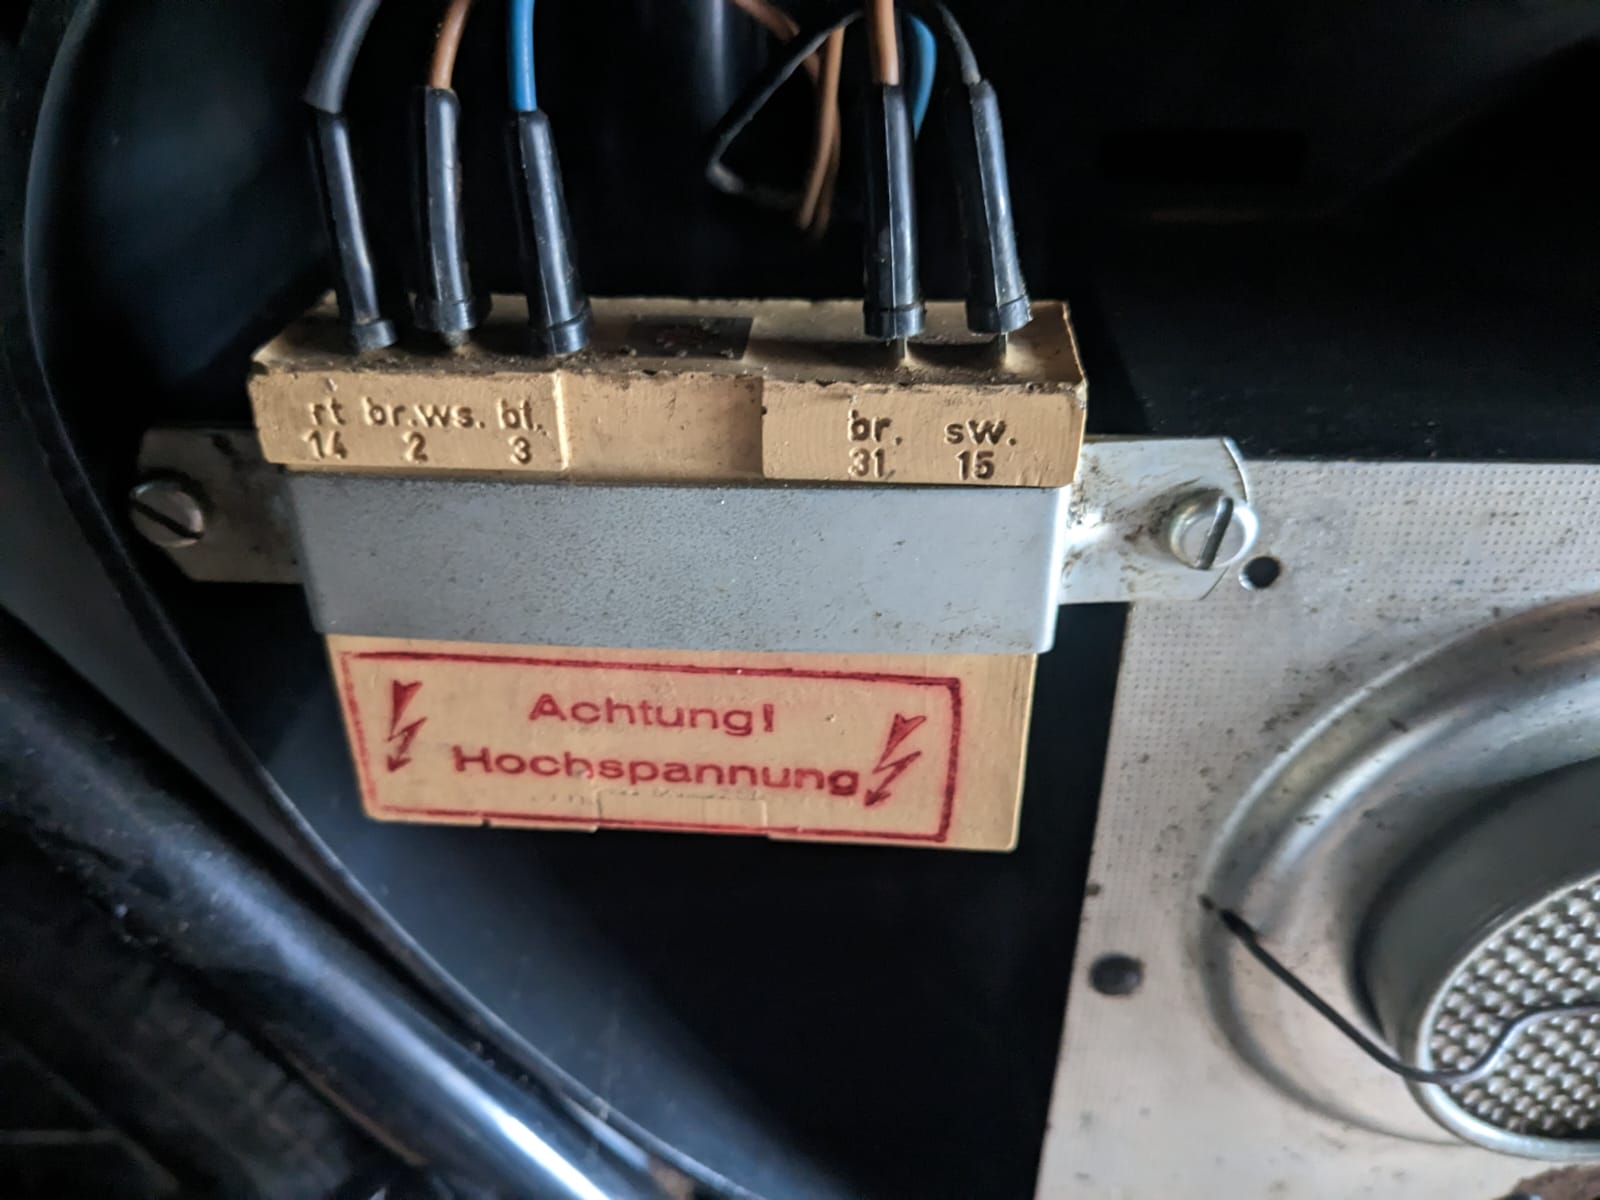 rt br.ws. bl.
14 2 3
br. sw.
31 15
Achtung!
Hochspannung